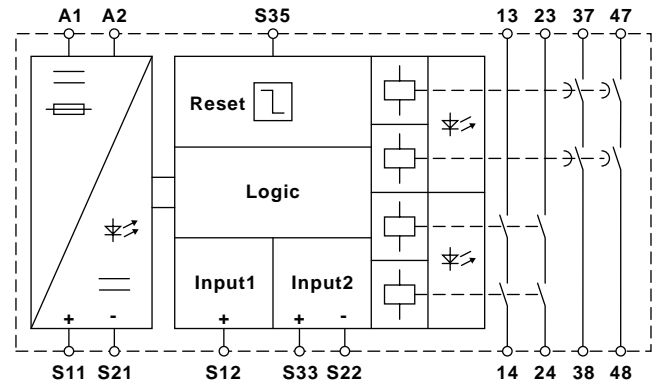 A1 A2 S35 13 23 37 47
Reset
Logic
Input1 Input2
+ - + + -
S11 S21 S12 S33 S22 14 24 38 48